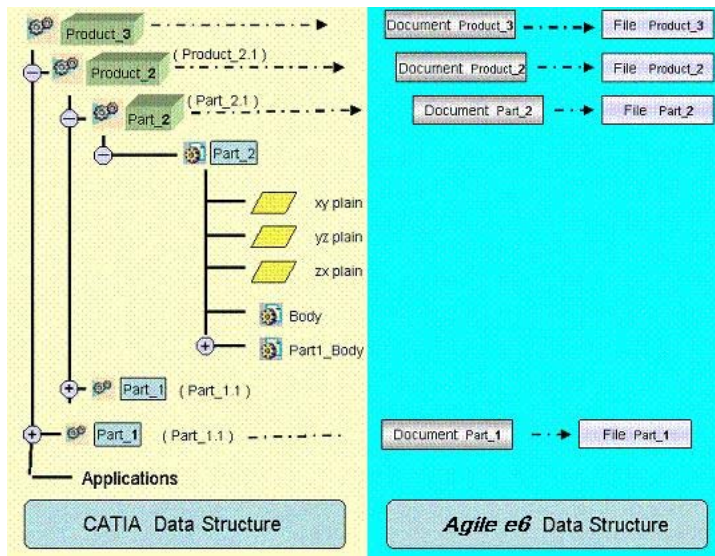 Product_3
Document Product_3
File Product_3
Product_2
( Product_2.1 )
Document Product_2
File Product_2
Part_2
( Part_2.1 )
Document Part_2
File Part_2
Part_2
xy plain
yz plain
zx plain
Body
Part1_Body
Part_1 ( Part_1.1 )
Part_1 ( Part_1.1 )
Document Part_1
File Part_1
Applications
CATIA Data Structure
Agile e6 Data Structure